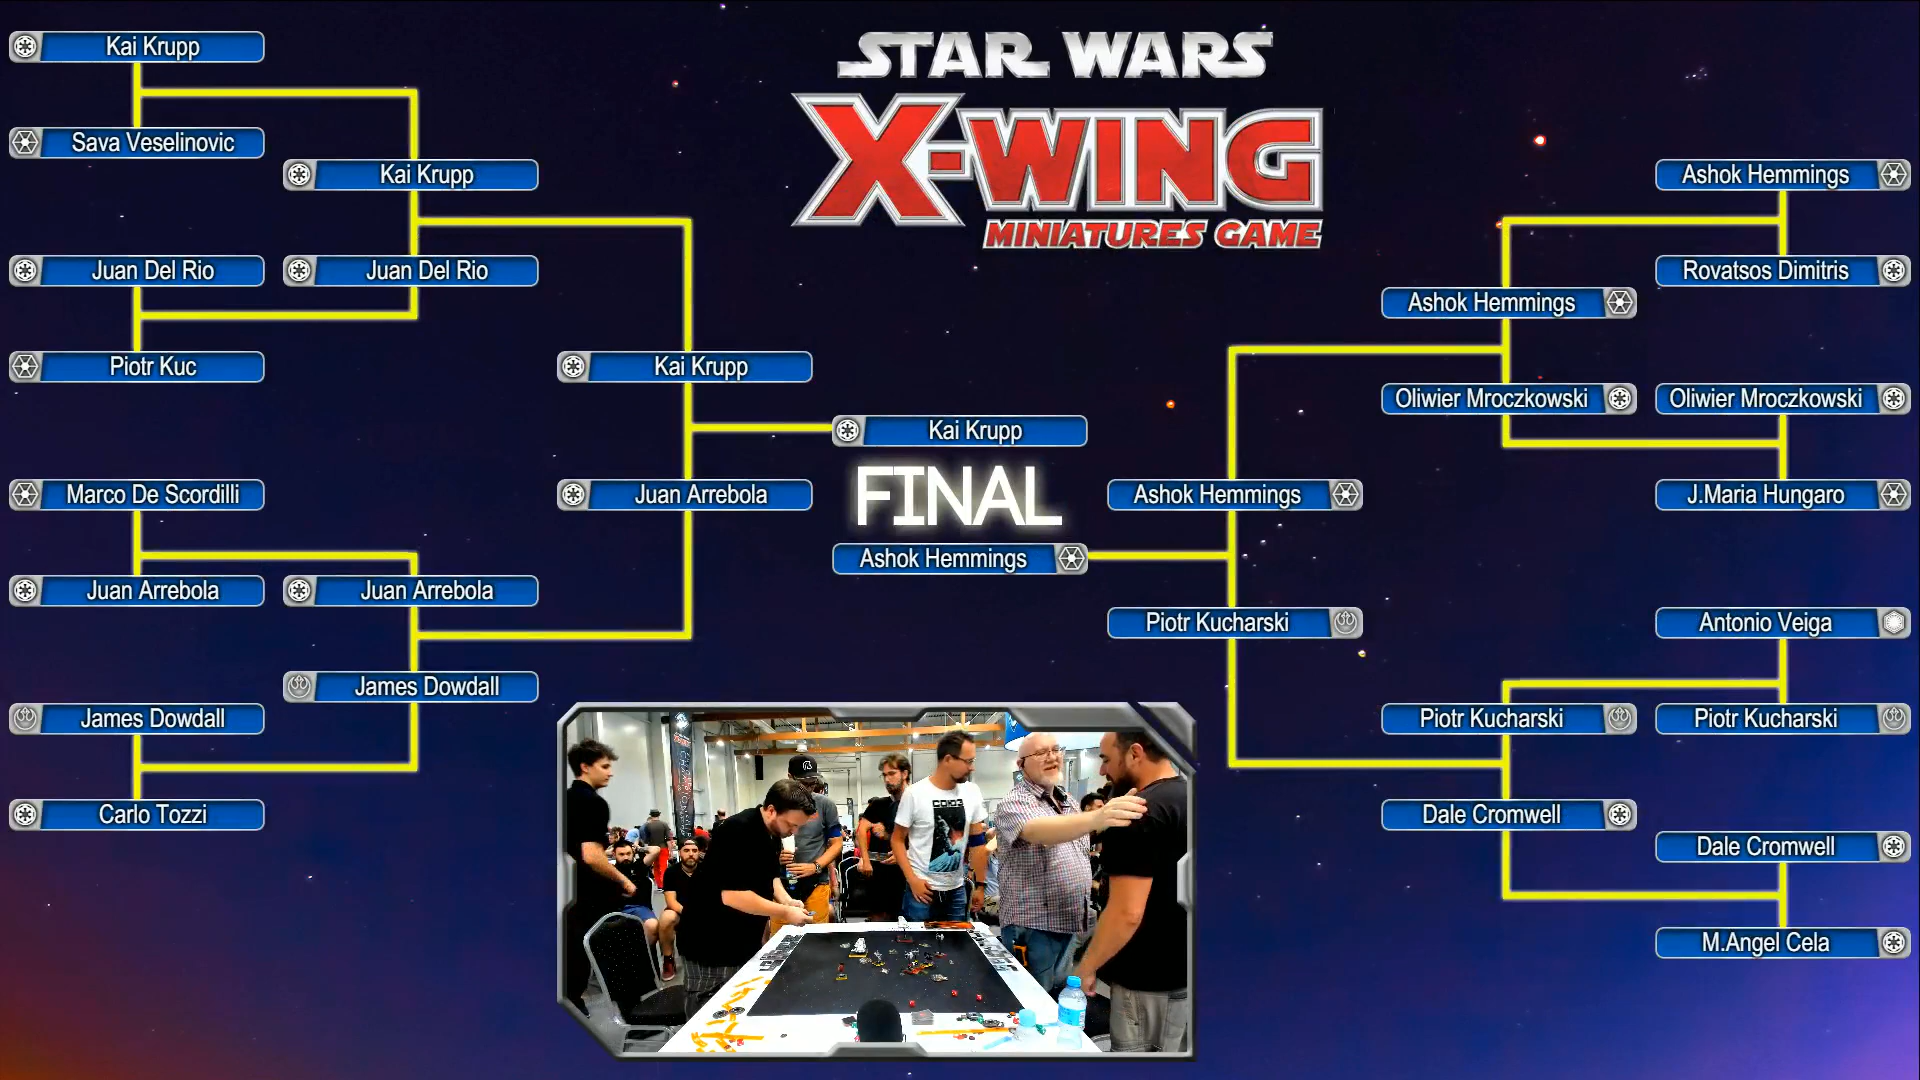 STAR WARS
X-WING
MINIATURES GAME
Kai Krupp
Sava Veselinovic
Juan Del Rio
Piotr Kuc
Marco De Scordilli
Juan Arrebola
James Dowdall
Carlo Tozzi
Kai Krupp
Juan Del Rio
Juan Arrebola
James Dowdall
Kai Krupp
Juan Arrebola
Kai Krupp
FINAL
Ashok Hemmings
Ashok Hemmings
Piotr Kucharski
Ashok Hemmings
Oliwier Mroczkowski
Piotr Kucharski
Dale Cromwell
Ashok Hemmings
Rovatsos Dimitris
Oliwier Mroczkowski
J.Maria Hungaro
Antonio Veiga
Piotr Kucharski
Dale Cromwell
M.Angel Cela